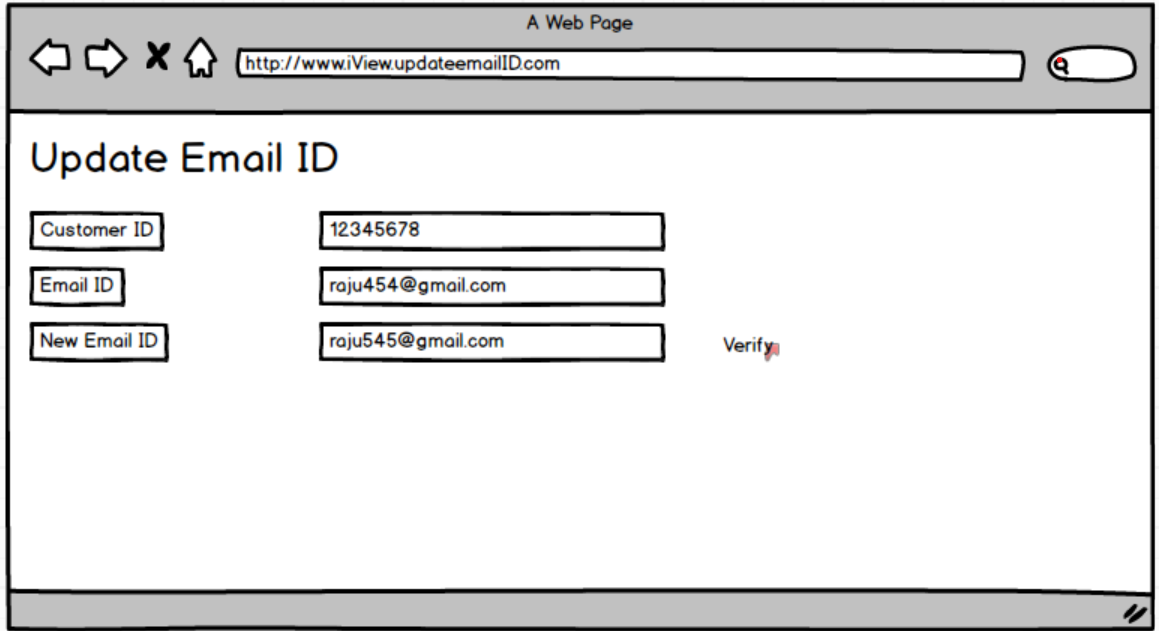 A Web Page
http://www.iView.updateemailID.com
Update Email ID
Customer ID 12345678
Email ID raju454@gmail.com
New Email ID raju545@gmail.com Verify